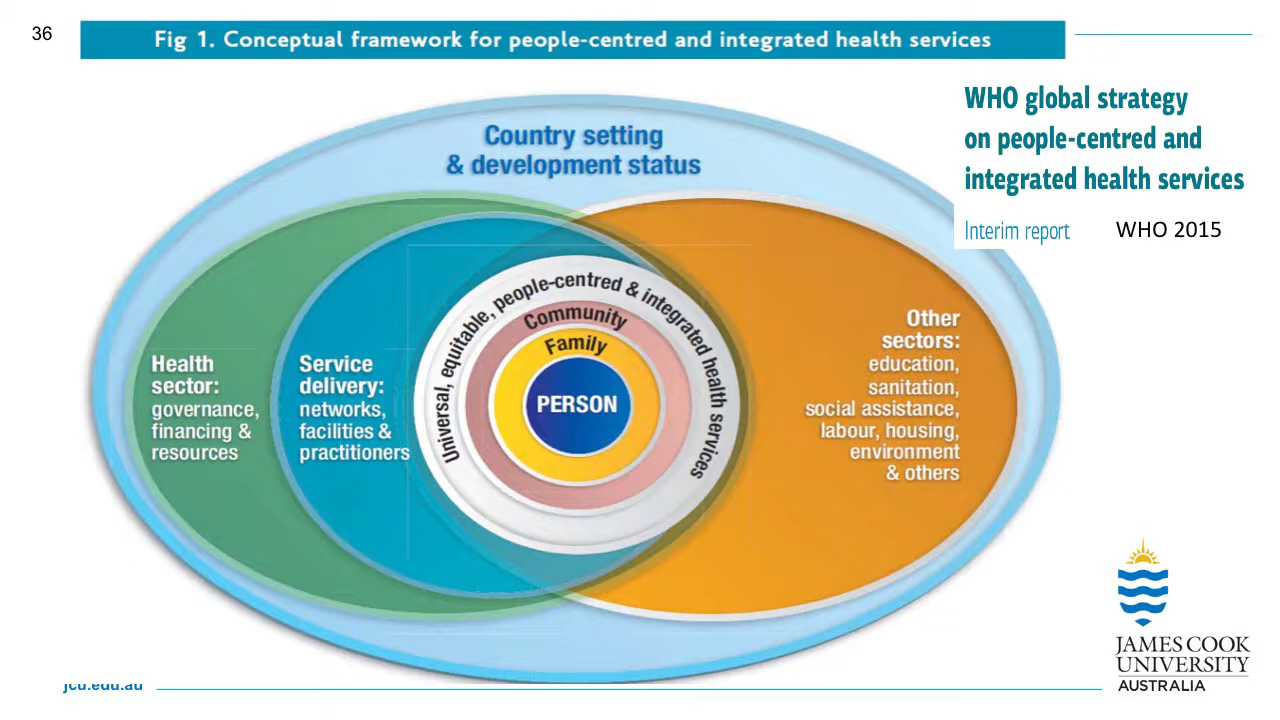 36
Fig 1. Conceptual framework for people-centred and integrated health services
WHO global strategy
on people-centred and
integrated health services
Interim report
WHO 2015
Country setting
& development status
Health
sector:
governance,
financing &
resources
Service
delivery:
networks,
facilities &
practitioners
Universal, equitable, people-centred & integrated health services
Community
Family
PERSON
Other
sectors:
education,
sanitation,
social assistance,
labour, housing,
environment
& others
JAMES COOK
UNIVERSITY
AUSTRALIA
jcu.edu.au